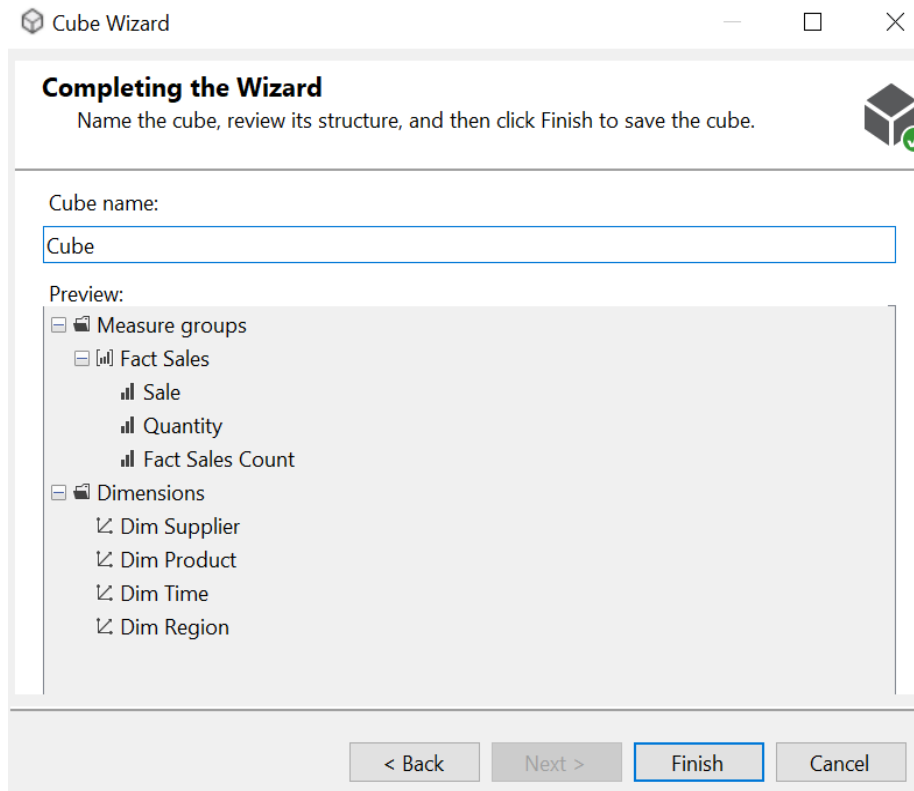 Cube Wizard
Completing the Wizard
Name the cube, review its structure, and then click Finish to save the cube.
Cube name:
Cube
Preview:
Measure groups
Fact Sales
Sale
Quantity
Fact Sales Count
Dimensions
Dim Supplier
Dim Product
Dim Time
Dim Region
< Back Next > Finish Cancel